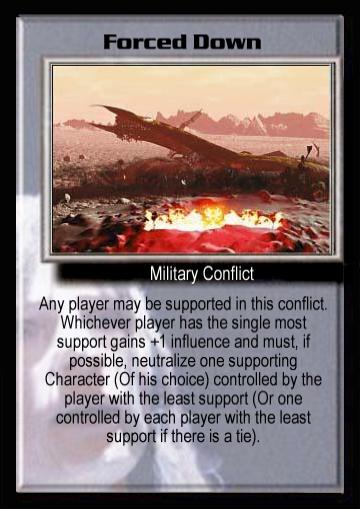 Forced Down
Military Conflict
Any player may be supported in this conflict.
Whichever player has the single most
support gains +1 influence and must, if
possible, neutralize one supporting
Character (Of his choice) controlled by the
player with the least support (Or one
controlled by each player with the least
support if there is a tie).